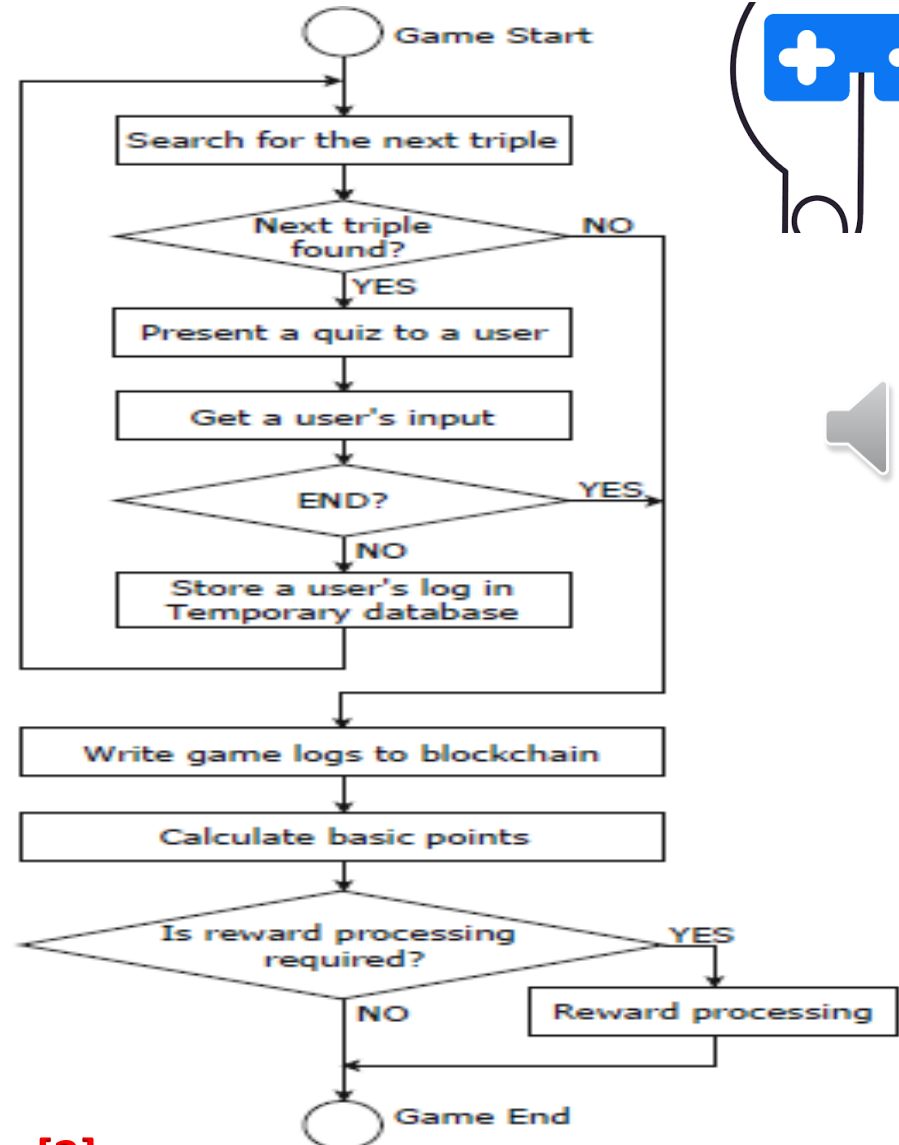 Game Start
Search for the next triple
Next triple
found?
NO
YES
Present a quiz to a user
Get a user's input
END?
YES
NO
Store a user's log in
Temporary database
Write game logs to blockchain
Calculate basic points
Is reward processing
required?
YES
NO
Reward processing
Game End